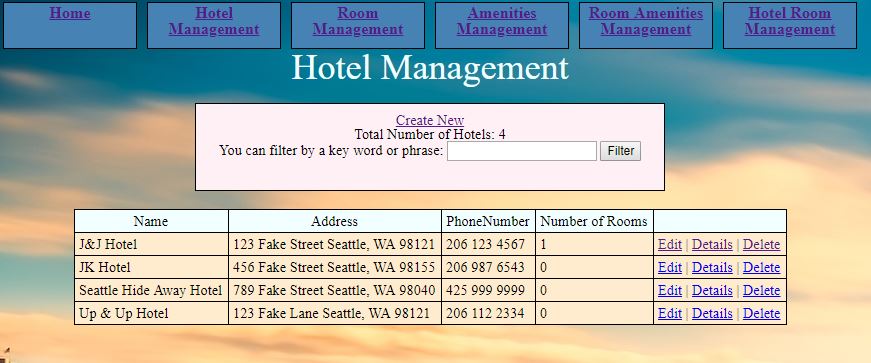 Home Hotel Management Room Management Amenities Management Room Amenities Management Hotel Room Management
Hotel Management
Create New
Total Number of Hotels: 4
You can filter by a key word or phrase: Filter
Name Address PhoneNumber Number of Rooms
J&J Hotel 123 Fake Street Seattle, WA 98121 206 123 4567 1 Edit | Details | Delete
JK Hotel 456 Fake Street Seattle, WA 98155 206 987 6543 0 Edit | Details | Delete
Seattle Hide Away Hotel 789 Fake Street Seattle, WA 98040 425 999 9999 0 Edit | Details | Delete
Up & Up Hotel 123 Fake Lane Seattle, WA 98121 206 112 2334 0 Edit | Details | Delete